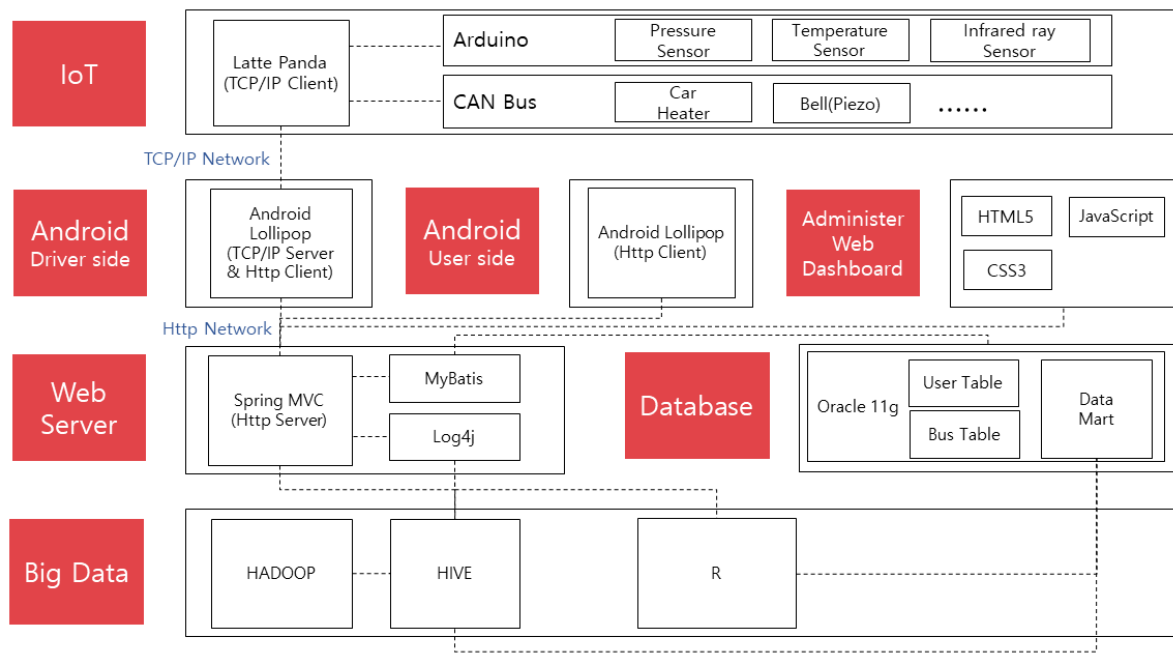 IoT
Latte Panda
(TCP/IP Client)
Arduino
Pressure
Sensor
Temperature
Sensor
Infrared ray
Sensor
CAN Bus
Car
Heater
Bell(Piezo)
……
TCP/IP Network
Android
Driver side
Android
Lollipop
(TCP/IP Server
& Http Client)
Android
User side
Android Lollipop
(Http Client)
Administer
Web
Dashboard
HTML5
JavaScript
CSS3
Http Network
Web
Server
Spring MVC
(Http Server)
MyBatis
Log4j
Database
Oracle 11g
User Table
Bus Table
Data
Mart
Big Data
HADOOP
HIVE
R